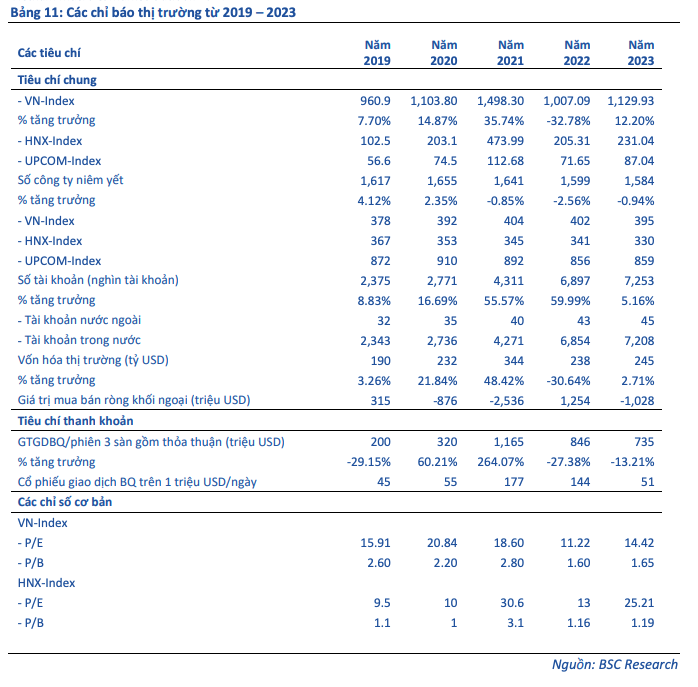 Bảng 11: Các chỉ báo thị trường từ 2019 – 2023
Các tiêu chí Năm 2019 Năm 2020 Năm 2021 Năm 2022 Năm 2023
Tiêu chí chung
- VN-Index 960.9 1,103.80 1,498.30 1,007.09 1,129.93
% tăng trưởng 7.70% 14.87% 35.74% -32.78% 12.20%
- HNX-Index 102.5 203.1 473.99 205.31 231.04
- UPCOM-Index 56.6 74.5 112.68 71.65 87.04
Số công ty niêm yết 1,617 1,655 1,641 1,599 1,584
% tăng trưởng 4.12% 2.35% -0.85% -2.56% -0.94%
- VN-Index 378 392 404 402 395
- HNX-Index 367 353 345 341 330
- UPCOM-Index 872 910 892 856 859
Số tài khoản (nghìn tài khoản) 2,375 2,771 4,311 6,897 7,253
% tăng trưởng 8.83% 16.69% 55.57% 59.99% 5.16%
- Tài khoản nước ngoài 32 35 40 43 45
- Tài khoản trong nước 2,343 2,736 4,271 6,854 7,208
Vốn hóa thị trường (tỷ USD) 190 232 344 238 245
% tăng trưởng 3.26% 21.84% 48.42% -30.64% 2.71%
Giá trị mua bán ròng khối ngoại (triệu USD) 315 -876 -2,536 1,254 -1,028
Tiêu chí thanh khoản
GTGDBQ/phiên 3 sàn gồm thỏa thuận (triệu USD) 200 320 1,165 846 735
% tăng trưởng -29.15% 60.21% 264.07% -27.38% -13.21%
Cổ phiếu giao dịch BQ trên 1 triệu USD/ngày 45 55 177 144 51
Các chỉ số cơ bản
VN-Index
- P/E 15.91 20.84 18.60 11.22 14.42
- P/B 2.60 2.20 2.80 1.60 1.65
HNX-Index
- P/E 9.5 10 30.6 13 25.21
- P/B 1.1 1 3.1 1.16 1.19
Nguồn: BSC Research